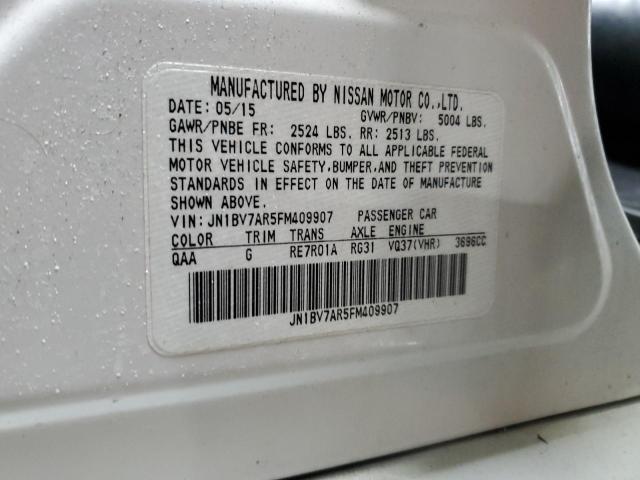 MANUFACTURED BY NISSAN MOTOR CO.,LTD.
DATE: 05/15 GVWR/PNBV: 5004 LBS.
GAWR/PNBE FR: 2524 LBS. RR: 2513 LBS.
THIS VEHICLE CONFORMS TO ALL APPLICABLE FEDERAL
MOTOR VEHICLE SAFETY, BUMPER, AND THEFT PREVENTION
STANDARDS IN EFFECT ON THE DATE OF MANUFACTURE
SHOWN ABOVE.
VIN: JN1BV7AR5FM409907 PASSENGER CAR
COLOR TRIM TRANS AXLE ENGINE
QAA G RE7R01A RG31 VQ37(VHR) 3696CC
JN1BV7AR5FM409907